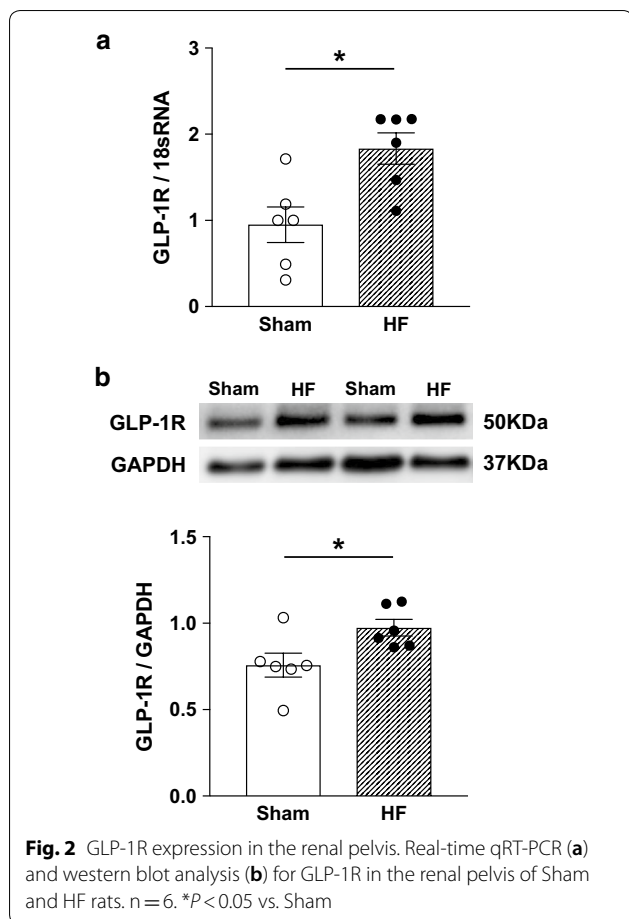 a
*
3
2
1
0
GLP-1R / 18sRNA
Sham HF
b
Sham HF Sham HF
GLP-1R 50KDa
GAPDH 37KDa
*
1.5
1.0
0.5
0.0
GLP-1R / GAPDH
Sham HF
Fig. 2 GLP-1R expression in the renal pelvis. Real-time qRT-PCR (a)
and western blot analysis (b) for GLP-1R in the renal pelvis of Sham
and HF rats. n = 6. *P < 0.05 vs. Sham